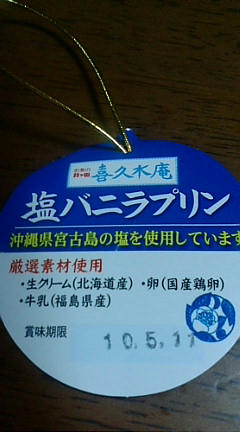 喜久水庵
塩バニラプリン
沖縄県宮古島の塩を使用しています
厳選素材使用
・生クリーム(北海道産) ・卵(国産鶏卵)
・牛乳(福島県産)
賞味期限 10.5.11